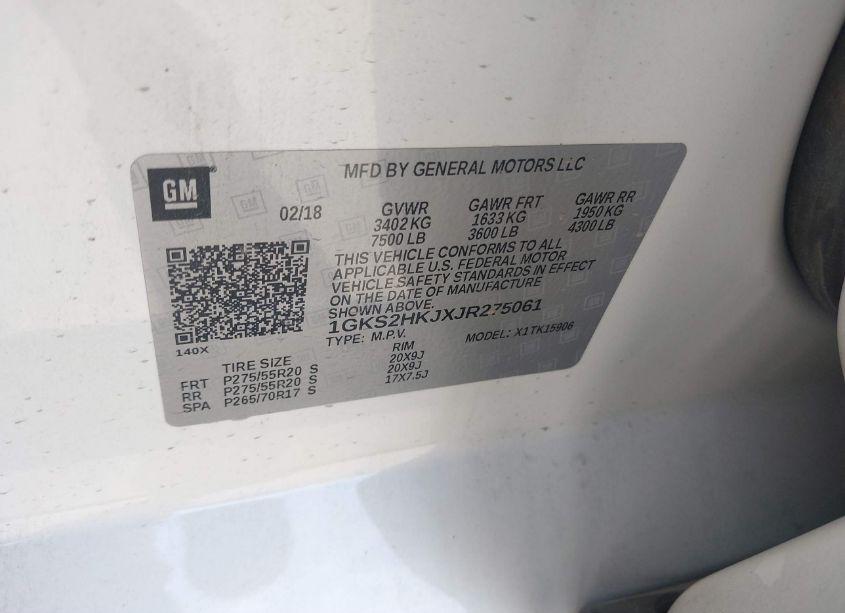 MFD BY GENERAL MOTORS LLC
GM
02/18
GVWR GAWR FRT GAWR RR
3402 KG 1633 KG 1950 KG
7500 LB 3600 LB 4300 LB
THIS VEHICLE CONFORMS TO ALL
APPLICABLE U.S. FEDERAL MOTOR
VEHICLE SAFETY STANDARDS IN EFFECT
ON THE DATE OF MANUFACTURE
SHOWN ABOVE.
1GKS2HKJXJR275061
TYPE: M.P.V. MODEL: X1TK15906
140X
TIRE SIZE RIM
FRT P275/55R20 S 20X9J
RR P275/55R20 S 20X9J
SPA P265/70R17 S 17X7.5J